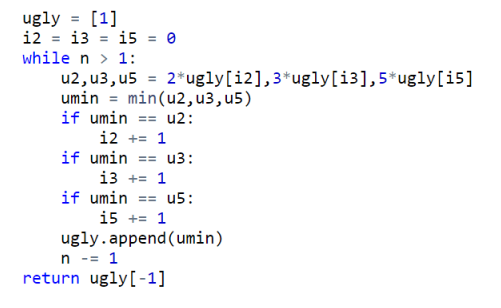 ugly = [1]
i2 = i3 = i5 = 0
while n > 1:
    u2,u3,u5 = 2*ugly[i2],3*ugly[i3],5*ugly[i5]
    umin = min(u2,u3,u5)
    if umin == u2:
        i2 += 1
    if umin == u3:
        i3 += 1
    if umin == u5:
        i5 += 1
    ugly.append(umin)
    n -= 1
return ugly[-1]